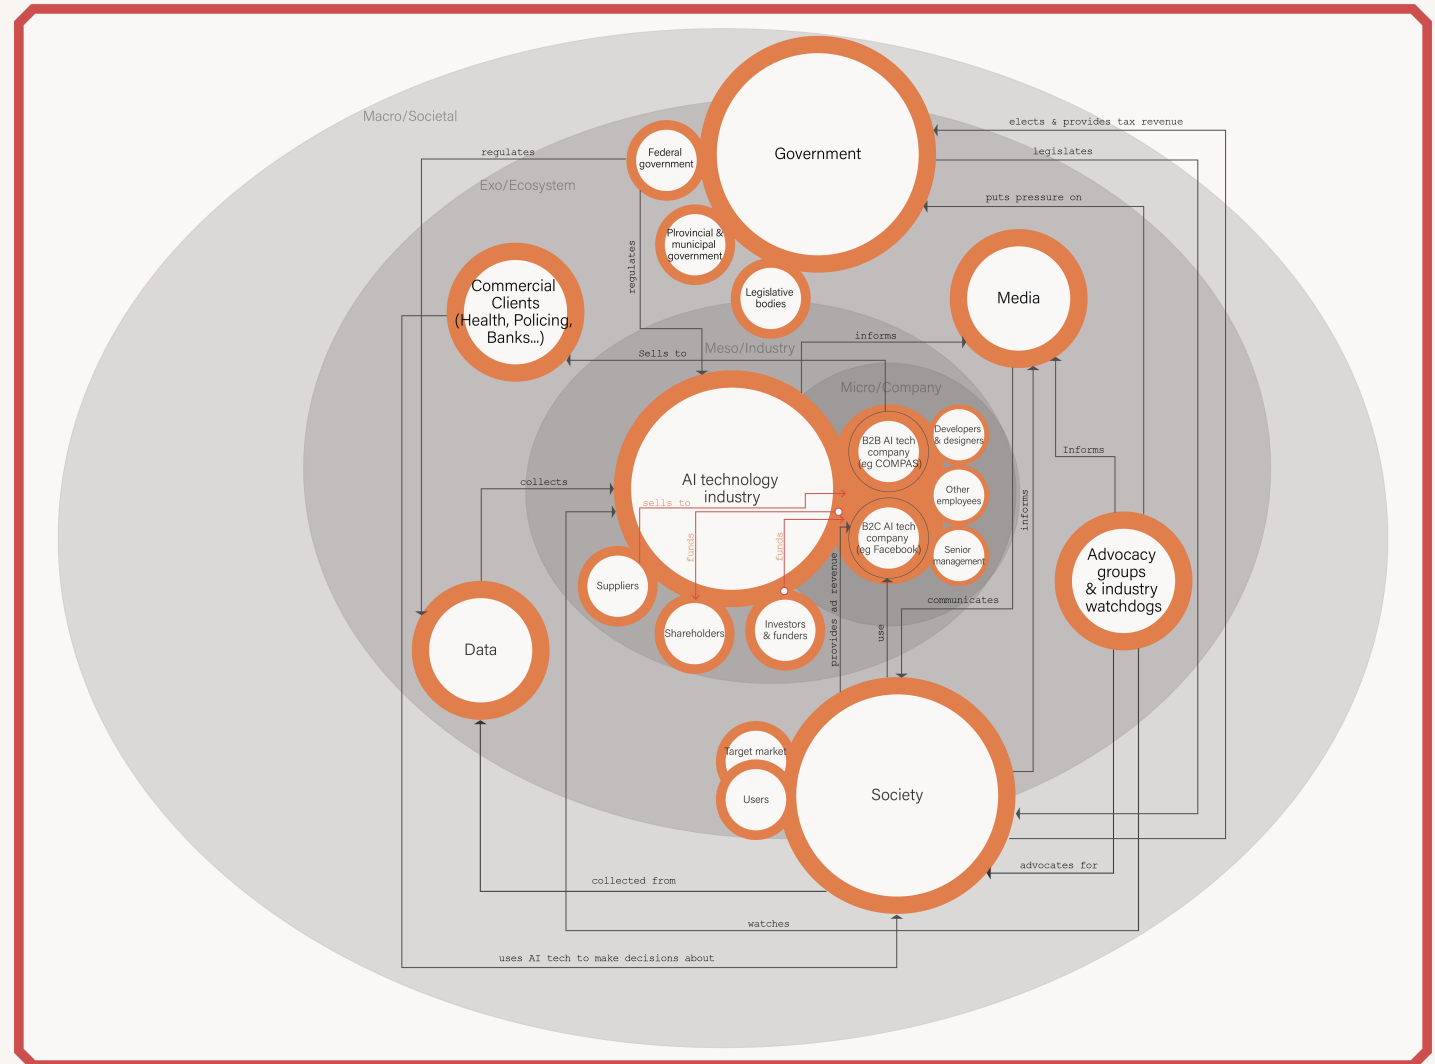 Macro/Societal
elects & provides tax revenue
regulates
Federal
government
Government
legislates
Exo/Ecosystem
puts pressure on
PIrovincial &
municipal
government
regulates
Commercial
Clients
(Health, Policing,
Banks...)
Legislative
bodies
Media
informs
Meso/Industry
Sells to
Micro/Company
B2B AI tech
company
(eg COMPAS)
Developers
& designers
Informs
AI technology
industry
collects
sells to
Other
employees
informs
funds
funds
B2C AI tech
company
(eg Facebook)
Senior
management
Advocacy
groups
& industry
watchdogs
Suppliers
communicates
provides ad revenue
use
Shareholders
Investors
& funders
Data
Target market
Users
Society
advocates for
collected from
watches
uses AI tech to make decisions about